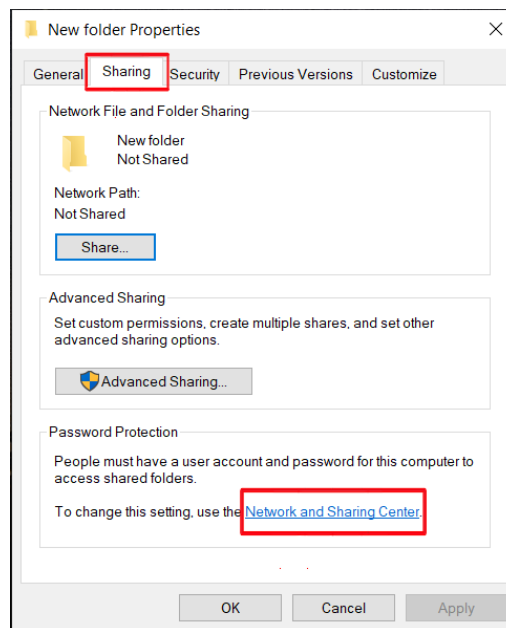 New folder Properties
General Sharing Security Previous Versions Customize
Network File and Folder Sharing
New folder
Not Shared
Network Path:
Not Shared
Share...
Advanced Sharing
Set custom permissions, create multiple shares, and set other
advanced sharing options.
Advanced Sharing...
Password Protection
People must have a user account and password for this computer to
access shared folders.
To change this setting, use the Network and Sharing Center.
OK Cancel Apply